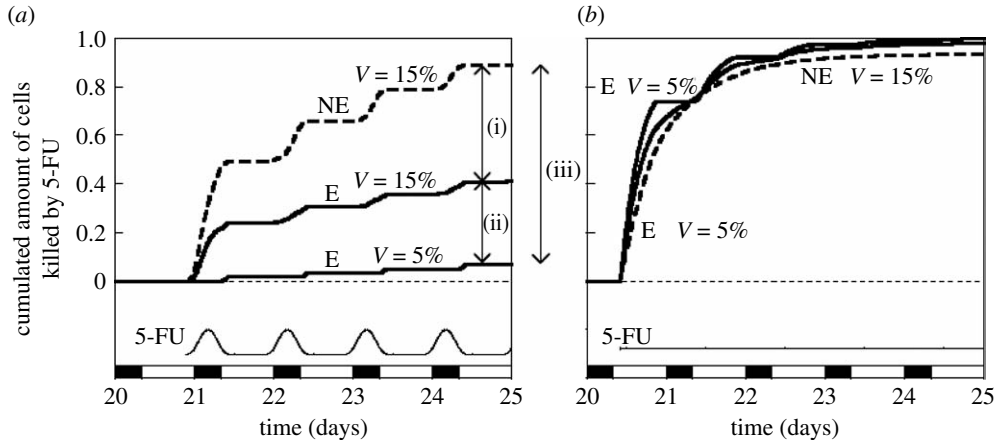 (a)
(b)
cumulated amount of cells
killed by 5-FU
1.0
0.8
0.6
0.4
0.2
0
V = 15%
NE
E
V = 15%
E
V = 5%
(i)
(ii)
(iii)
5-FU
20
21
22
23
24
25
time (days)
E V = 5%
NE V = 15%
E V = 5%
5-FU
20
21
22
23
24
25
time (days)